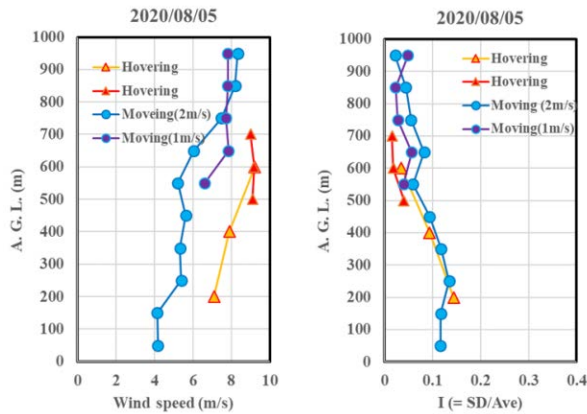 2020/08/05
1000
900
800
700
600
500
400
300
200
100
0
A. G. L. (m)
Hovering
Hovering
Moveing(2m/s)
Moving(1m/s)
0 2 4 6 8 10
Wind speed (m/s)
2020/08/05
1000
900
800
700
600
500
400
300
200
100
0
A. G. L. (m)
Hovering
Hovering
Moving (2m/s)
Moving(1m/s)
0 0.1 0.2 0.3 0.4
I (= SD/Ave)